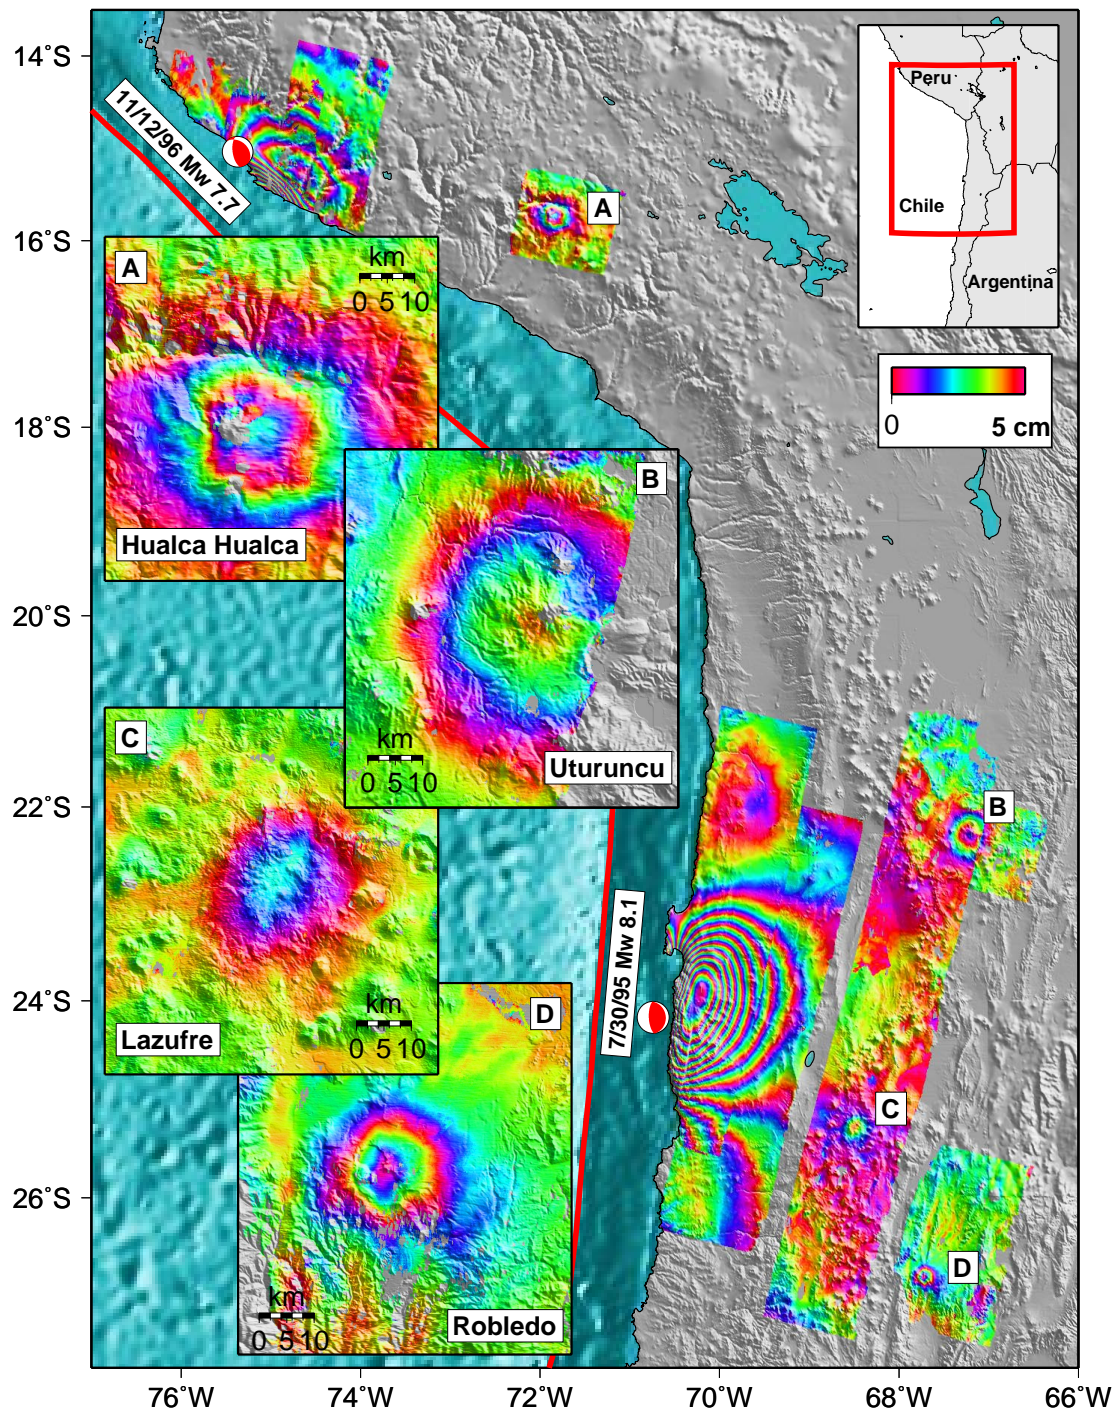 14°S
16°S
18°S
20°S
22°S
24°S
26°S
76°W
74°W
72°W
70°W
68°W
66°W
11/12/96 Mw 7.7
A
Peru
Chile
Argentina
0
5 cm
A
km
0 5 10
Hualca Hualca
B
km
0 5 10
Uturuncu
C
km
0 5 10
Lazufre
D
km
0 5 10
Robledo
7/30/95 Mw 8.1
B
C
D